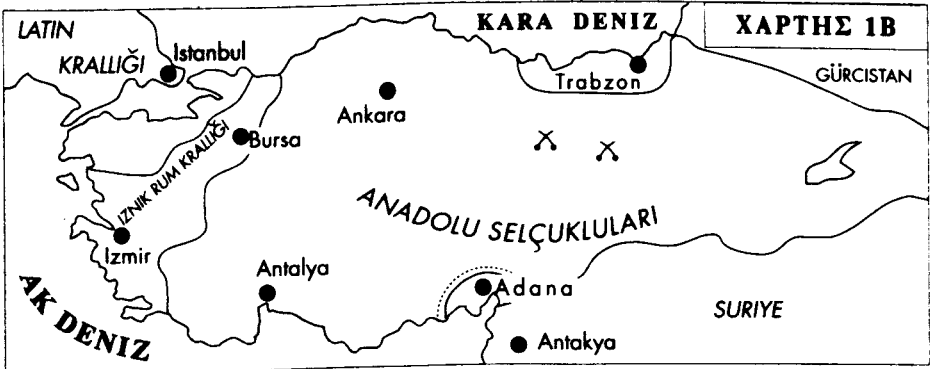 LATIN
KRALLIĞI
KARA DENIZ
ΧΑΡΤΗΣ 1Β
Istanbul
GÜRCISTAN
Trabzon
Ankara
Bursa
IZNIK RUM KRALLIĞI
ANADOLU SELÇUKLULARI
Izmir
Antalya
Adana
AK DENIZ
SURIYE
Antakya